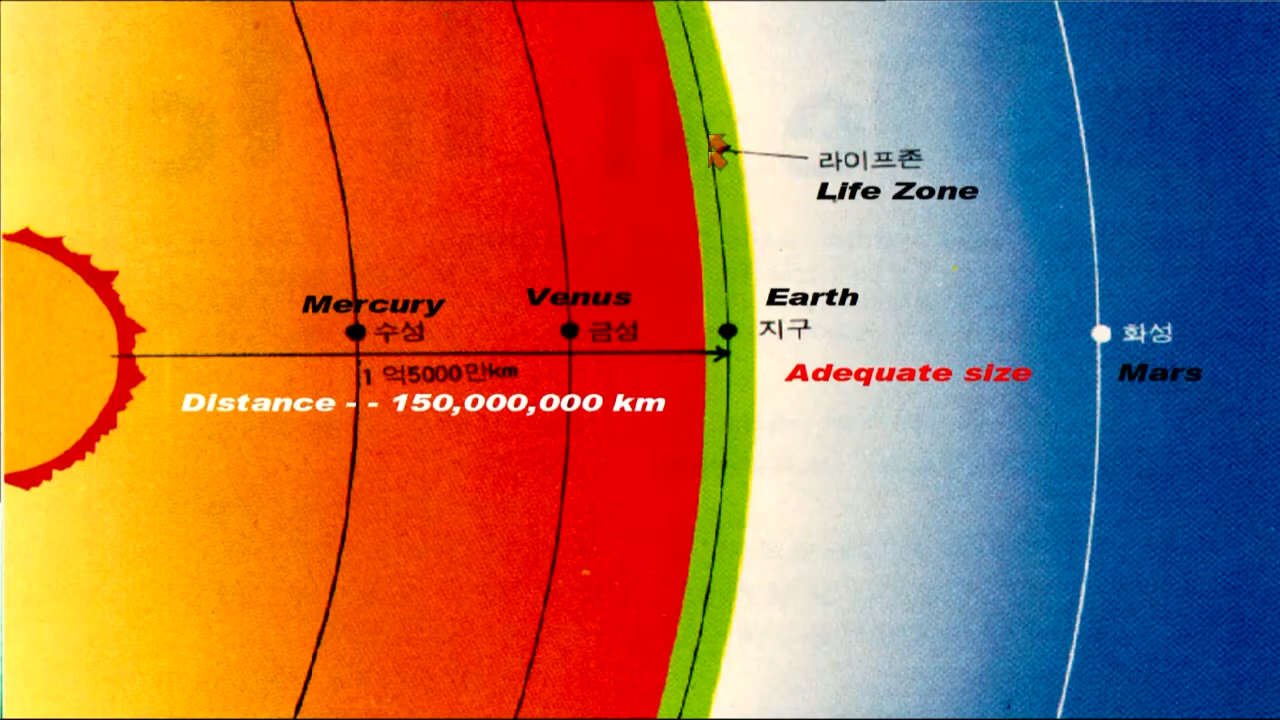 라이프존
Life Zone
Mercury
Venus
Earth
수성
금성
지구
화성
1 억5000만km
Adequate size
Mars
Distance - - 150,000,000 km